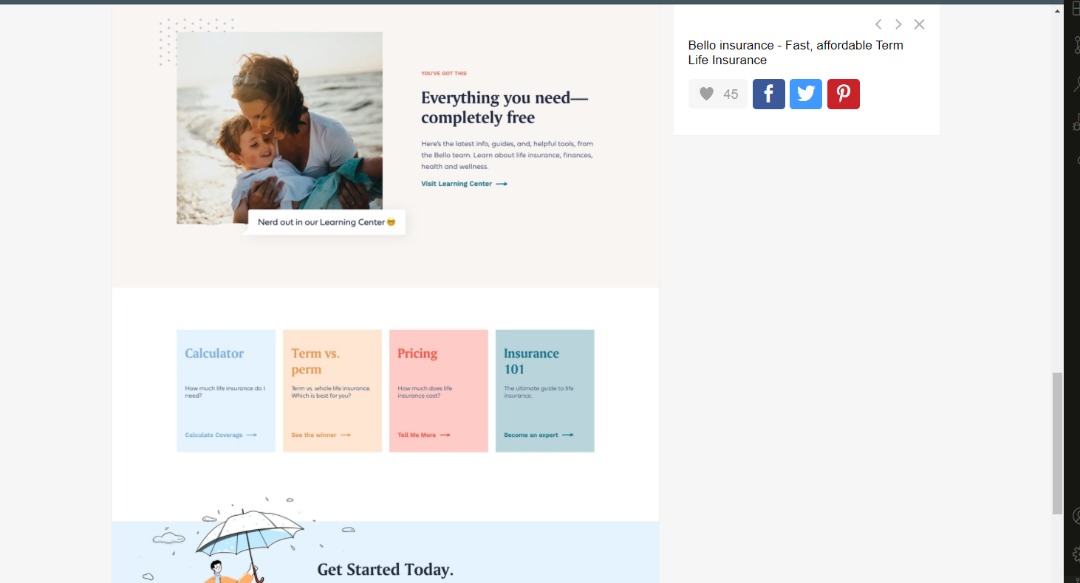 YOU'VE GOT THIS
Everything you need—
completely free
Here's the latest info, guides, and, helpful tools, from
the Bello team. Learn about life insurance, finances,
health and wellness.
Visit Learning Center ⟶
Nerd out in our Learning Center 🤓
Bello insurance - Fast, affordable Term
Life Insurance
45
Calculator
How much life insurance do I
need?
Calculate Coverage ⟶
Term vs.
perm
Term vs. whole life insurance.
Which is best for you?
See the winner ⟶
Pricing
How much does life
insurance cost?
Tell Me More ⟶
Insurance
101
The ultimate guide to life
insurance.
Become an expert ⟶
Get Started Today.